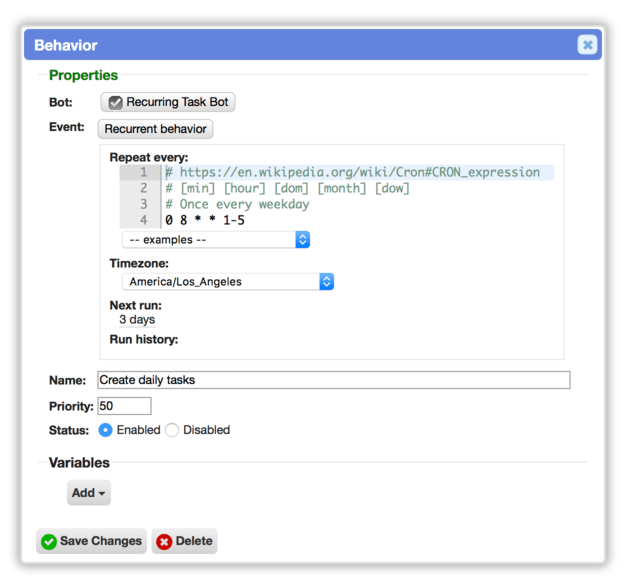 Behavior
Properties
Bot: Recurring Task Bot
Event: Recurrent behavior
Repeat every:
1 # https://en.wikipedia.org/wiki/Cron#CRON_expression
2 # [min] [hour] [dom] [month] [dow]
3 # Once every weekday
4 0 8 * * 1-5
-- examples --
Timezone:
America/Los_Angeles
Next run:
3 days
Run history:
Name: Create daily tasks
Priority: 50
Status: Enabled Disabled
Variables
Add
Save Changes Delete